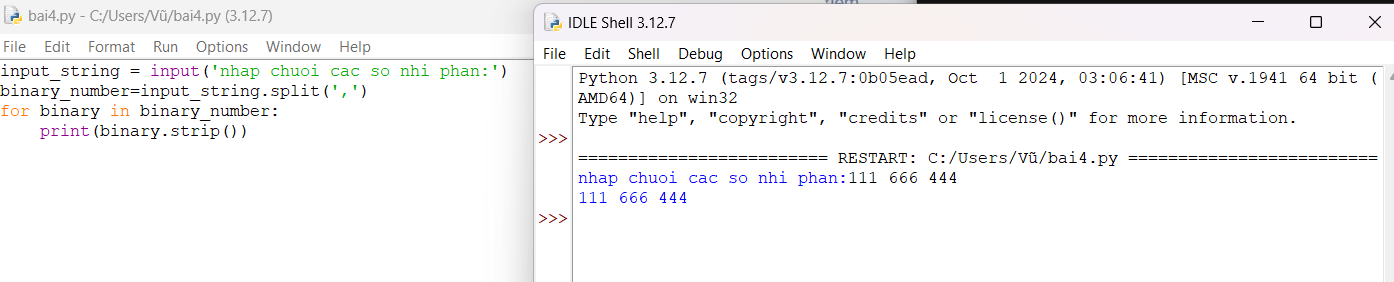 bai4.py - C:/Users/Vũ/bai4.py (3.12.7)
File Edit Format Run Options Window Help
input_string = input('nhap chuoi cac so nhi phan:')
binary_number=input_string.split(',')
for binary in binary_number:
    print(binary.strip())
IDLE Shell 3.12.7
File Edit Shell Debug Options Window Help
Python 3.12.7 (tags/v3.12.7:0b05ead, Oct  1 2024, 03:06:41) [MSC v.1941 64 bit (
AMD64)] on win32
Type "help", "copyright", "credits" or "license()" for more information.
>>>
========================= RESTART: C:/Users/Vũ/bai4.py =========================
nhap chuoi cac so nhi phan:111 666 444
111 666 444
>>>